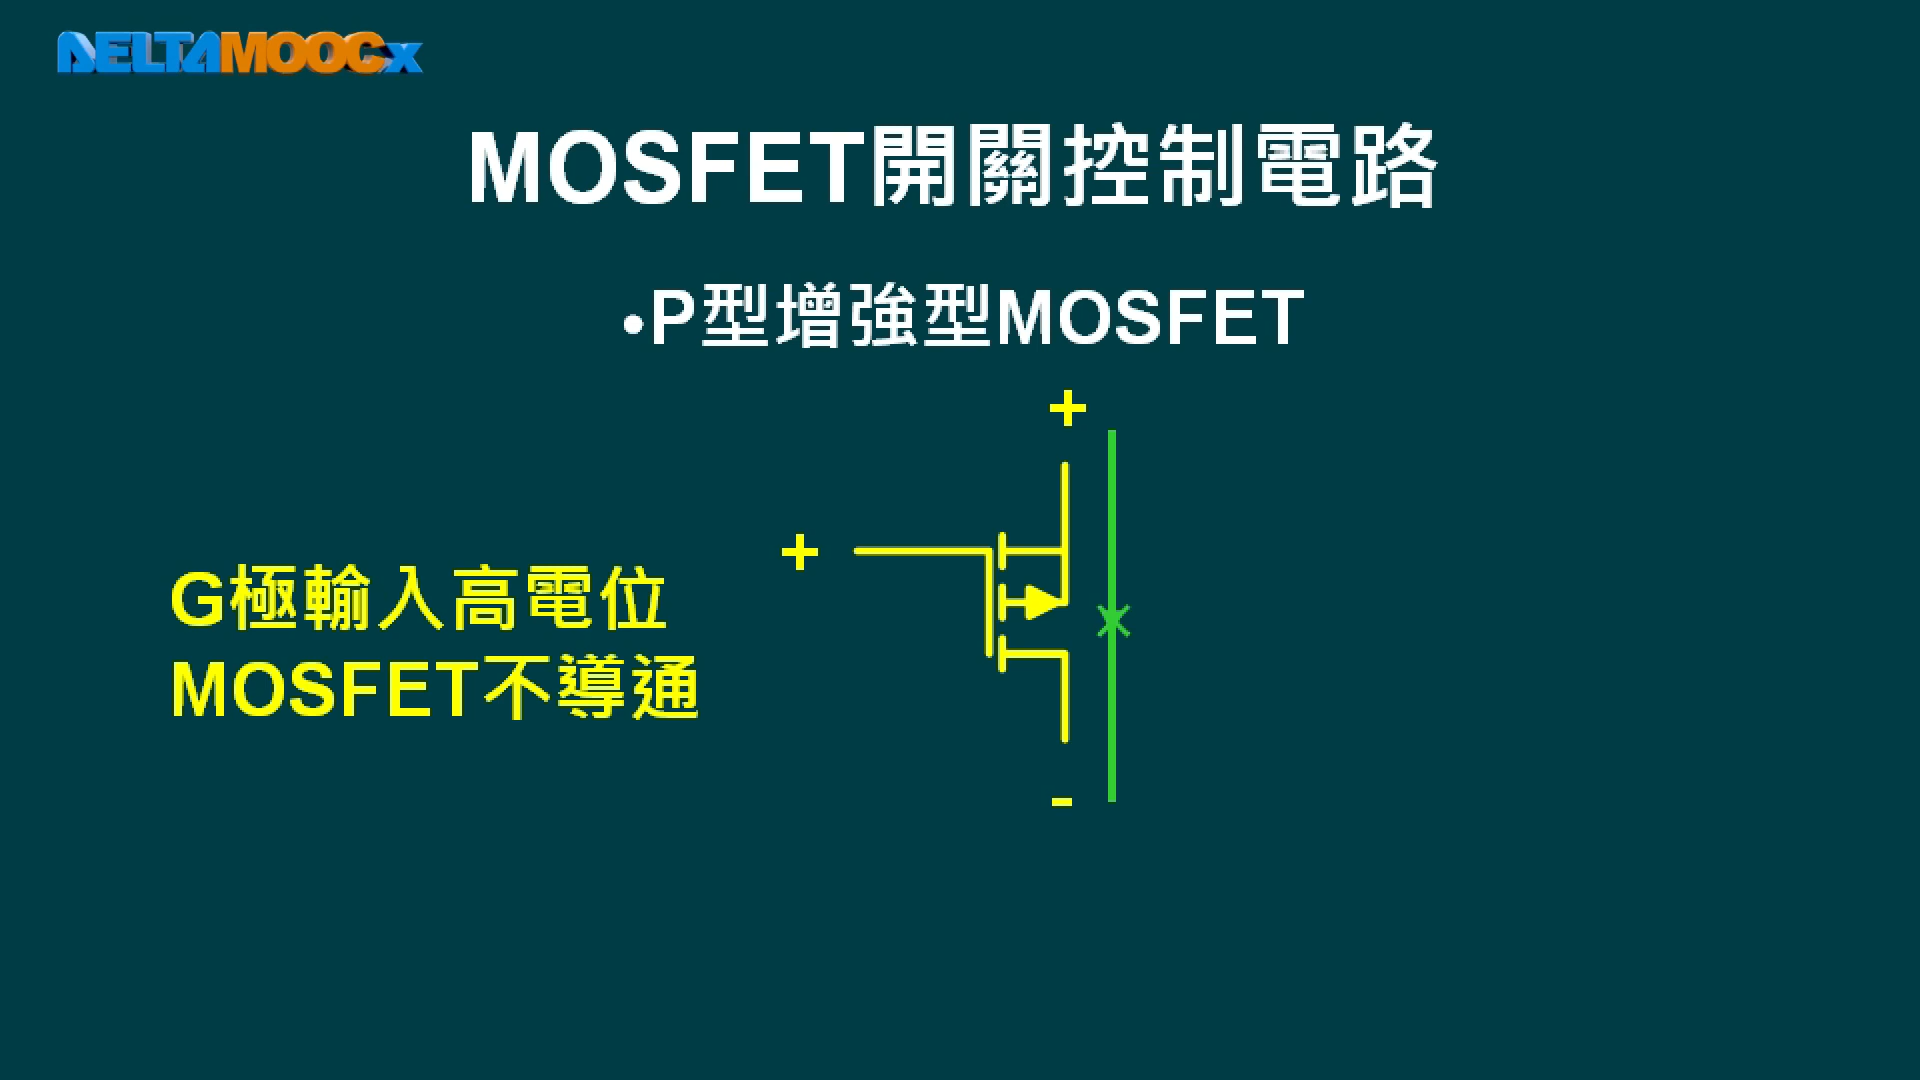 DELTAMOOCx
MOSFET開關控制電路
•P型增強型MOSFET
+
+
G極輸入高電位
MOSFET不導通
-